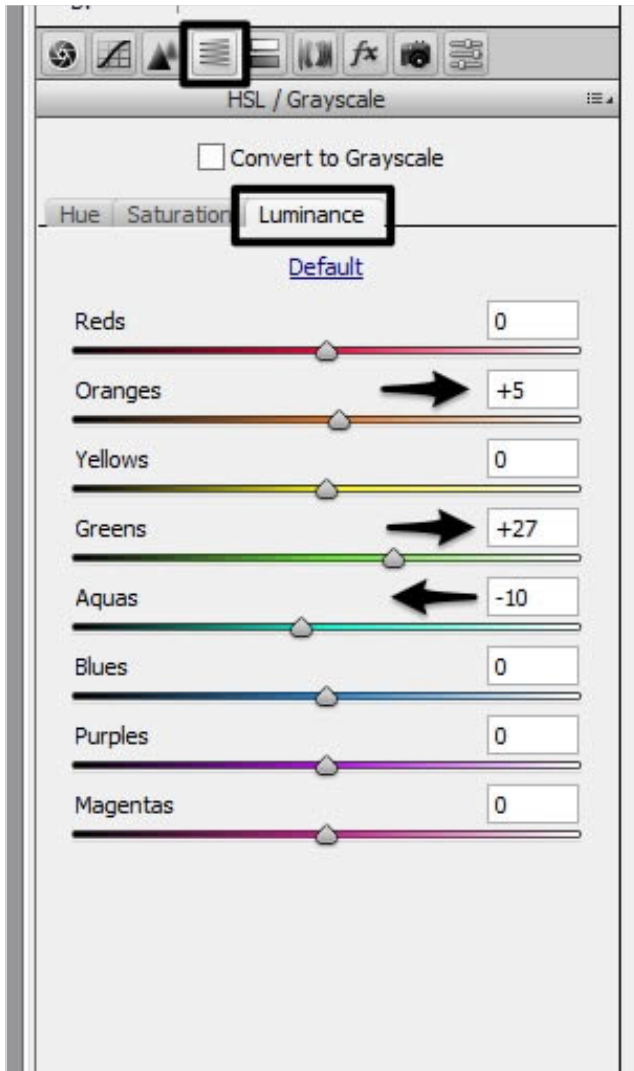 fx
HSL / Grayscale
Convert to Grayscale
Hue Saturation Luminance
Default
Reds 0
Oranges +5
Yellows 0
Greens +27
Aquas -10
Blues 0
Purples 0
Magentas 0